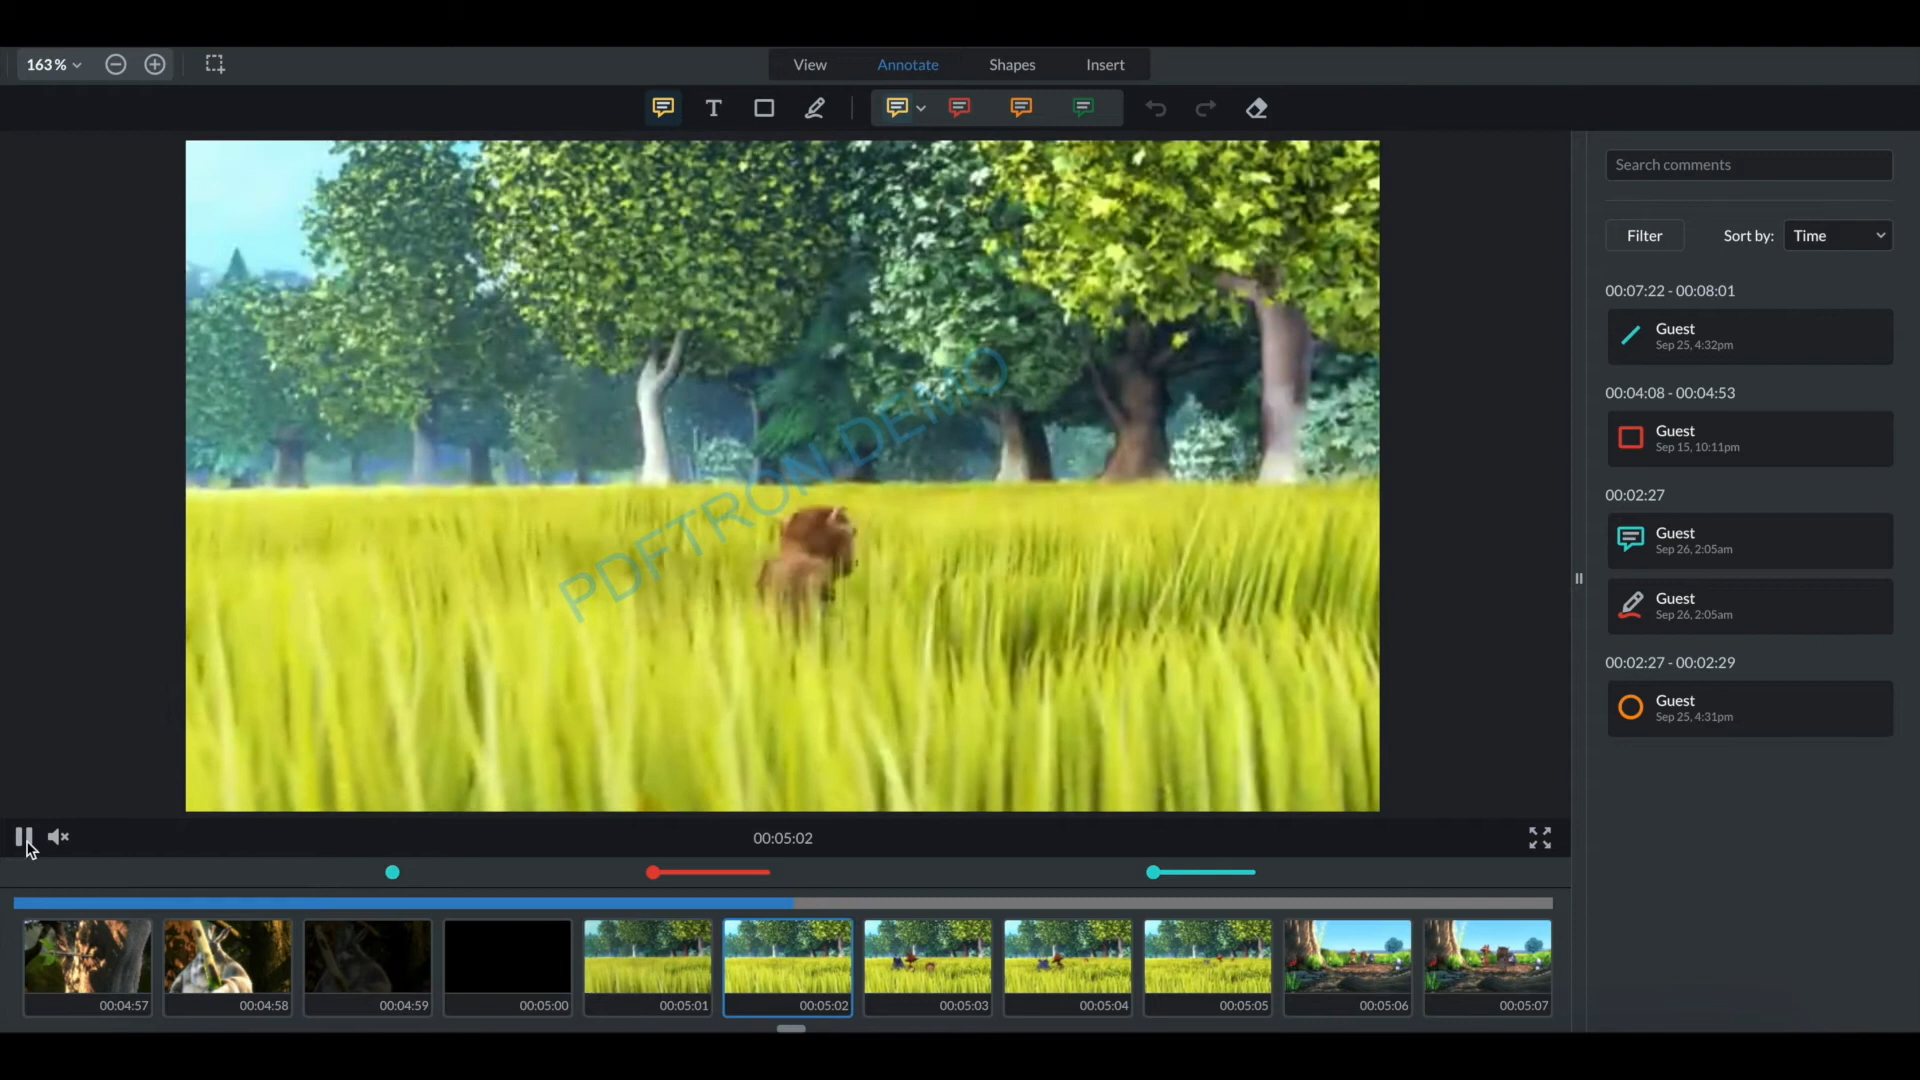 163%
View Annotate Shapes Insert
T
Search comments
Filter Sort by: Time
00:07:22 - 00:08:01
Guest
Sep 25, 4:32pm
00:04:08 - 00:04:53
Guest
Sep 15, 10:11pm
00:02:27
Guest
Sep 26, 2:05am
Guest
Sep 26, 2:05am
00:02:27 - 00:02:29
Guest
Sep 25, 4:31pm
PDFTRON DEMO
00:05:02
00:04:57 00:04:58 00:04:59 00:05:00 00:05:01 00:05:02 00:05:03 00:05:04 00:05:05 00:05:06 00:05:07